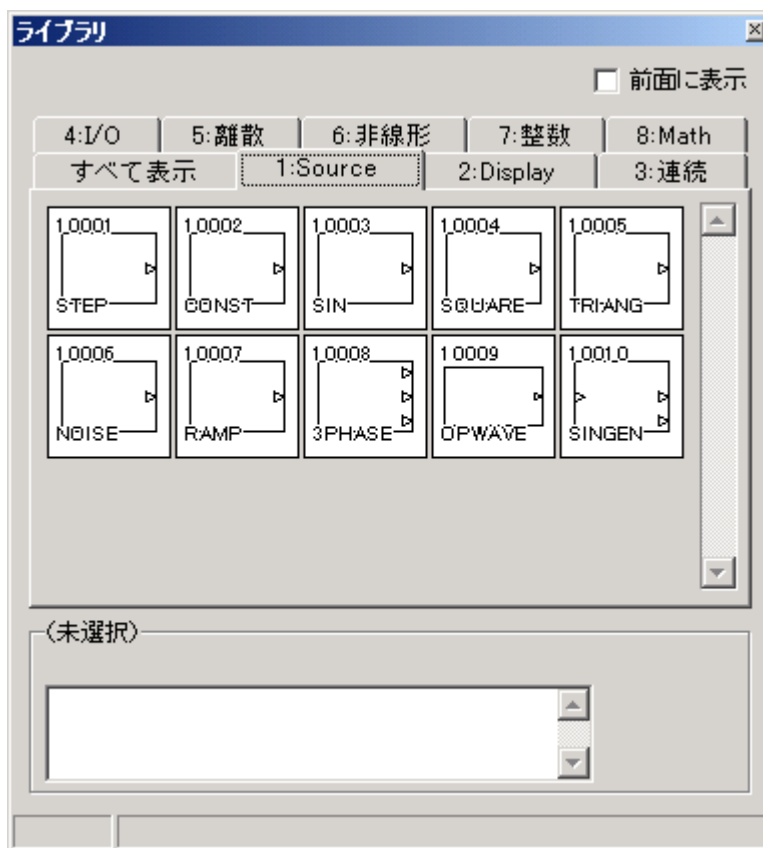 ライブラリ
前面に表示
4:I/O 5:離散 6:非線形 7:整数 8:Math
すべて表示 1:Source 2:Display 3:連続
1,0001 1,0002 1,0003 1,0004 1,0005
STEP CONST SIN SQUARE TRIANG
1,0006 1,0007 1,0008 1,0009 1,0010
NOISE RAMP 3PHASE OPWAVE SINGEN
(未選択)